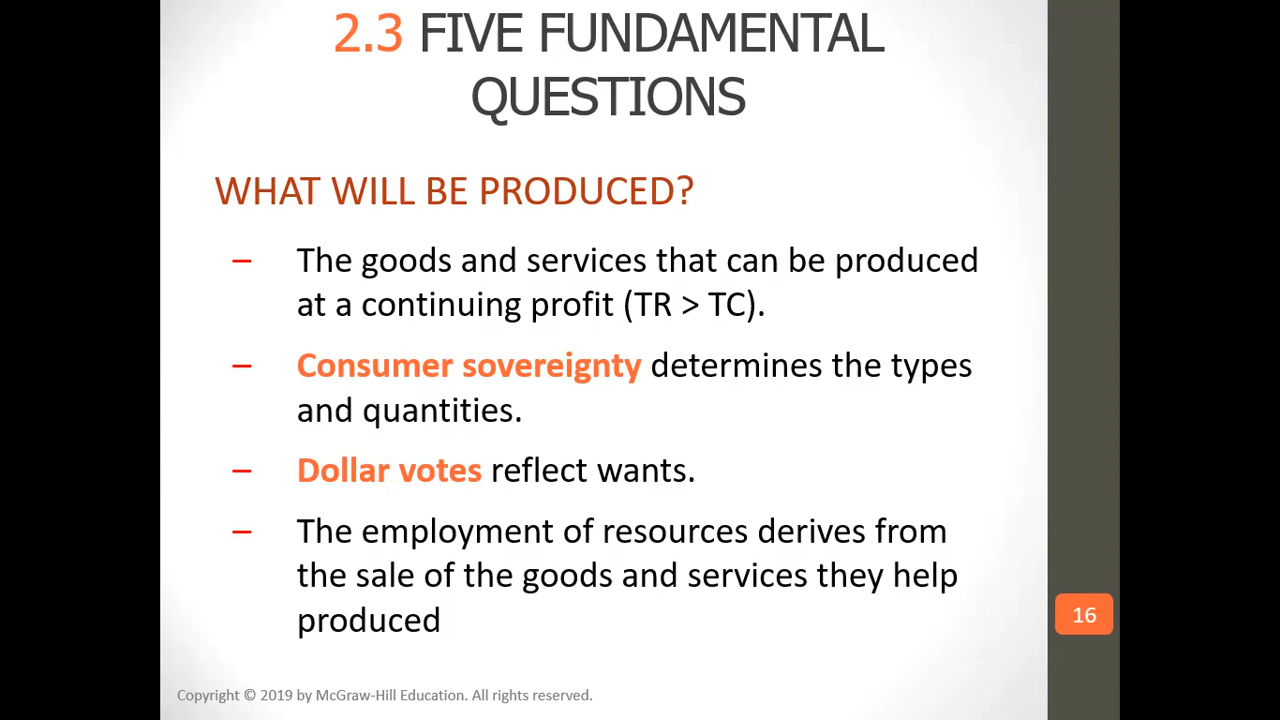 2.3 FIVE FUNDAMENTAL
QUESTIONS
WHAT WILL BE PRODUCED?
– The goods and services that can be produced
at a continuing profit (TR > TC).
– Consumer sovereignty determines the types
and quantities.
– Dollar votes reflect wants.
– The employment of resources derives from
the sale of the goods and services they help
produced
16
Copyright © 2019 by McGraw-Hill Education. All rights reserved.